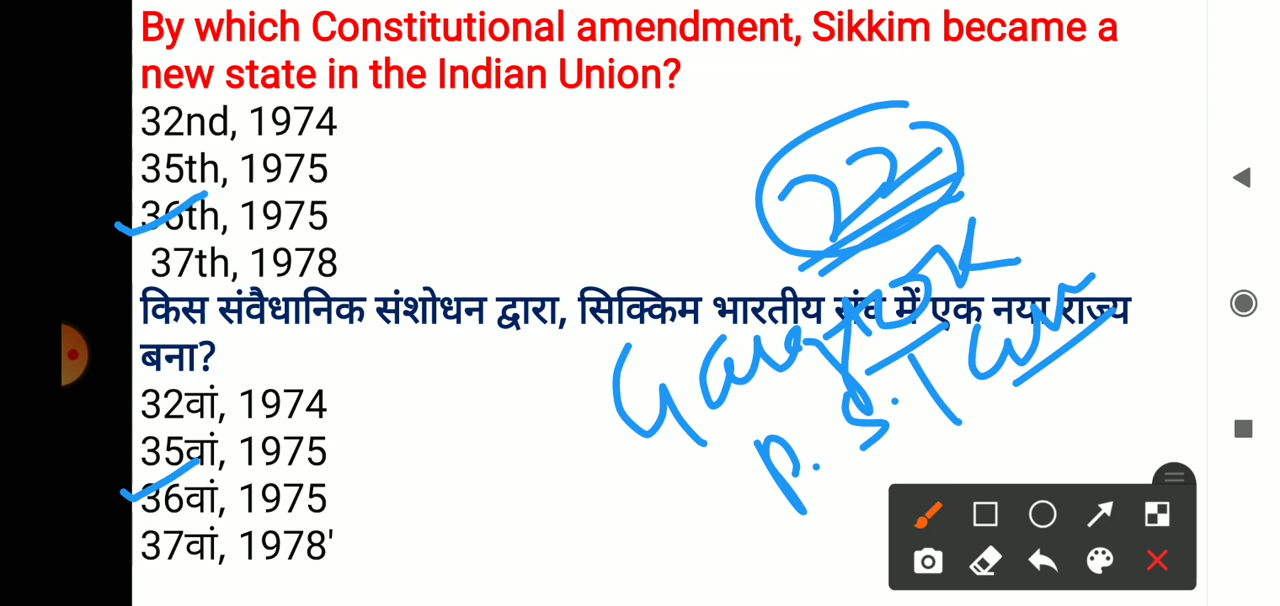 By which Constitutional amendment, Sikkim became a
new state in the Indian Union?
32nd, 1974
35th, 1975
36th, 1975
37th, 1978
22
किस संवैधानिक संशोधन द्वारा, सिक्किम भारतीय संघ में एक नया राज्य
बना?
32वां, 1974
35वां, 1975
36वां, 1975
37वां, 1978'
P. S. T